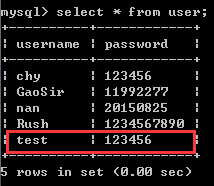 mysql> select * from user;
+----------+------------+
| username | password   |
+----------+------------+
| chy      | 123456     |
| GaoSir   | 11992277   |
| nan      | 20150825   |
| Rush     | 1234567890 |
| test     | 123456     |
+----------+------------+
5 rows in set (0.00 sec)